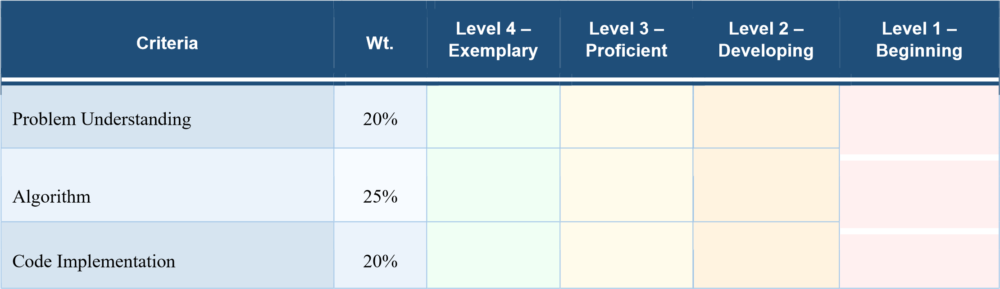 Criteria
Wt.
Level 4 –
Exemplary
Level 3 –
Proficient
Level 2 –
Developing
Level 1 –
Beginning
Problem Understanding
20%
Algorithm
25%
Code Implementation
20%